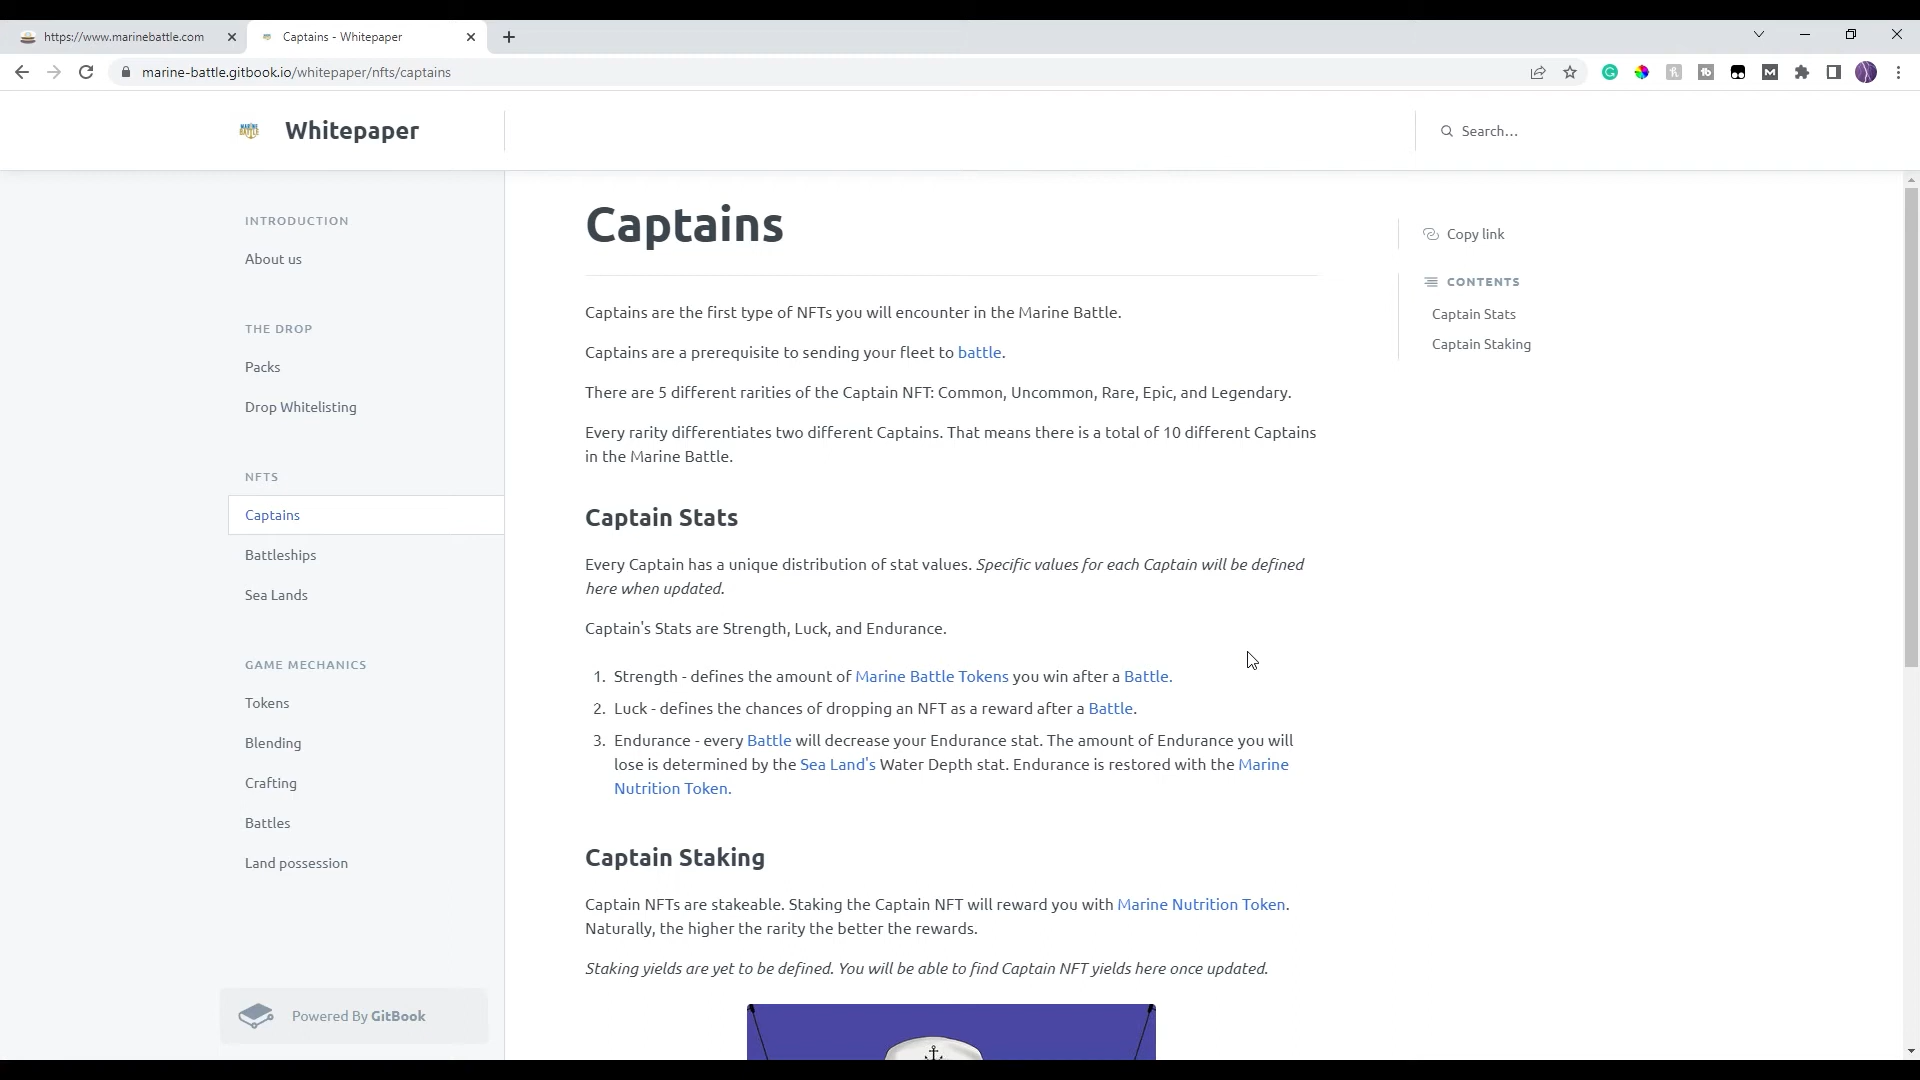 https://www.marinebattle.com
Captains - Whitepaper
marine-battle.gitbook.io/whitepaper/nfts/captains
MARINE BATTLE
Whitepaper
Search…
INTRODUCTION
About us
THE DROP
Packs
Drop Whitelisting
NFTS
Captains
Battleships
Sea Lands
GAME MECHANICS
Tokens
Blending
Crafting
Battles
Land possession
Powered By GitBook
Captains
Captains are the first type of NFTs you will encounter in the Marine Battle.
Captains are a prerequisite to sending your fleet to battle.
There are 5 different rarities of the Captain NFT: Common, Uncommon, Rare, Epic, and Legendary.
Every rarity differentiates two different Captains. That means there is a total of 10 different Captains
in the Marine Battle.
Captain Stats
Every Captain has a unique distribution of stat values. Specific values for each Captain will be defined
here when updated.
Captain's Stats are Strength, Luck, and Endurance.
1. Strength - defines the amount of Marine Battle Tokens you win after a Battle.
2. Luck - defines the chances of dropping an NFT as a reward after a Battle.
3. Endurance - every Battle will decrease your Endurance stat. The amount of Endurance you will
lose is determined by the Sea Land's Water Depth stat. Endurance is restored with the Marine
Nutrition Token.
Captain Staking
Captain NFTs are stakeable. Staking the Captain NFT will reward you with Marine Nutrition Token.
Naturally, the higher the rarity the better the rewards.
Staking yields are yet to be defined. You will be able to find Captain NFT yields here once updated.
Copy link
CONTENTS
Captain Stats
Captain Staking